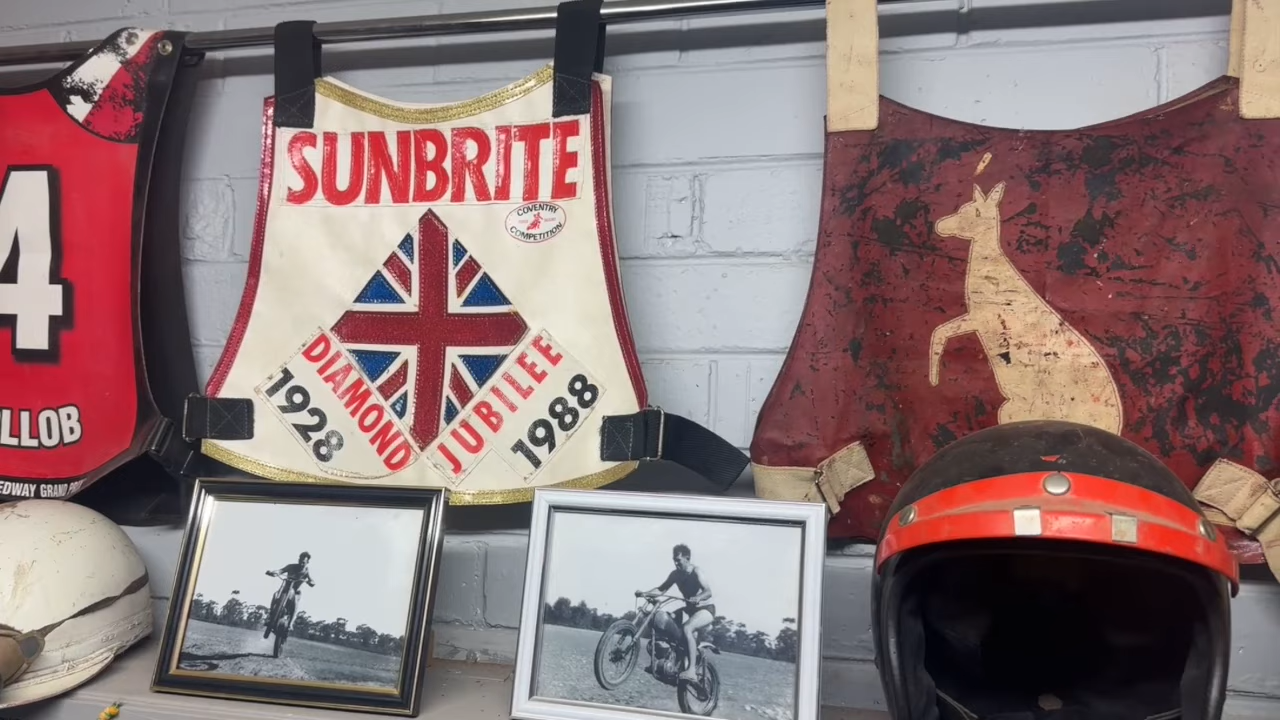 4
LLOB
EDWAY GRAND
SUNBRITE
COVENTRY
COMPETITION
DIAMOND
JUBILEE
1928
1988